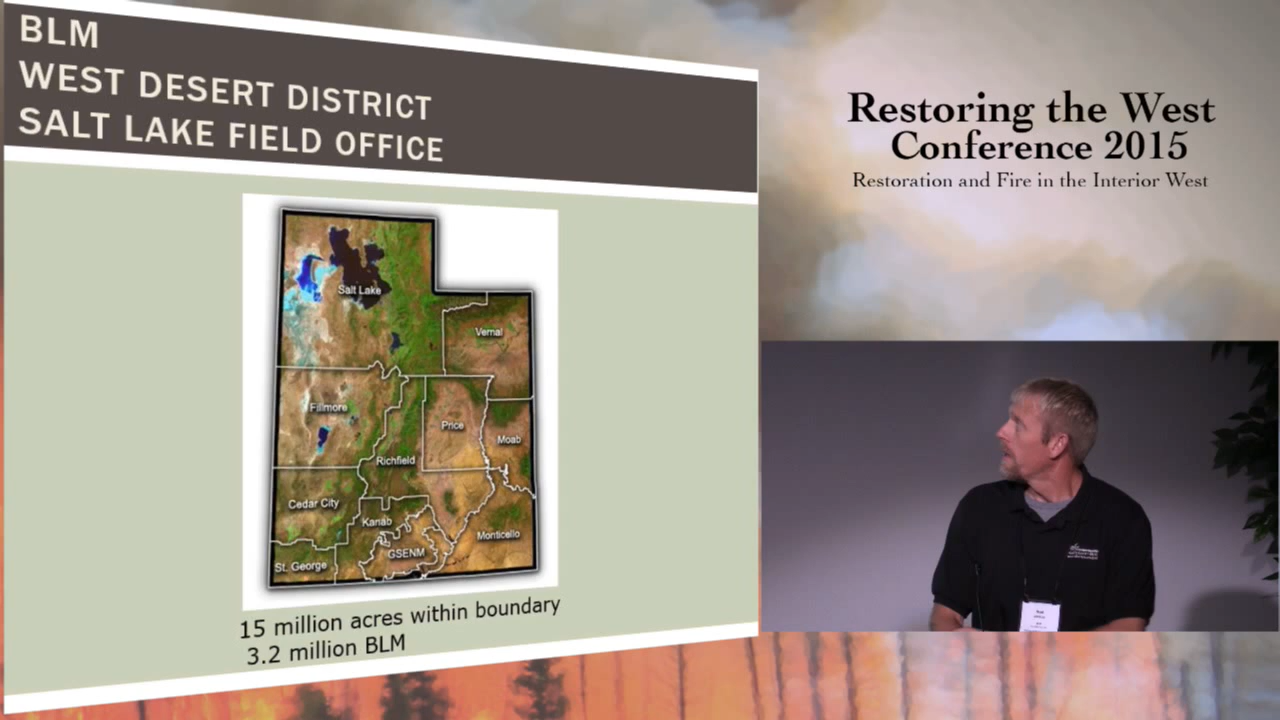 BLM
WEST DESERT DISTRICT
SALT LAKE FIELD OFFICE
Salt Lake
Vernal
Fillmore
Price
Moab
Richfield
Cedar City
Kanab
Monticello
GSENM
St. George
15 million acres within boundary
3.2 million BLM
Restoring the West
Conference 2015
Restoration and Fire in the Interior West